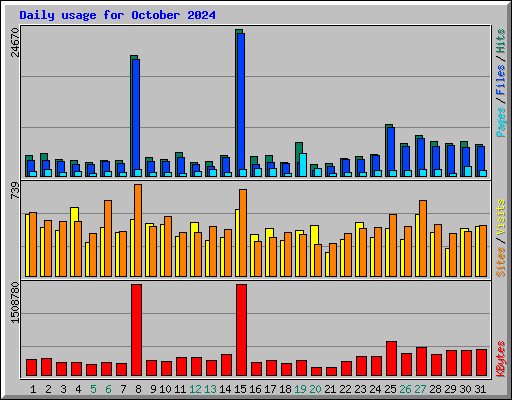 Daily usage for October 2024
24670
Pages / Files / Hits
739
Sites / Visits
1508780
KBytes
1 2 3 4 5 6 7 8 9 10 11 12 13 14 15 16 17 18 19 20 21 22 23 24 25 26 27 28 29 30 31